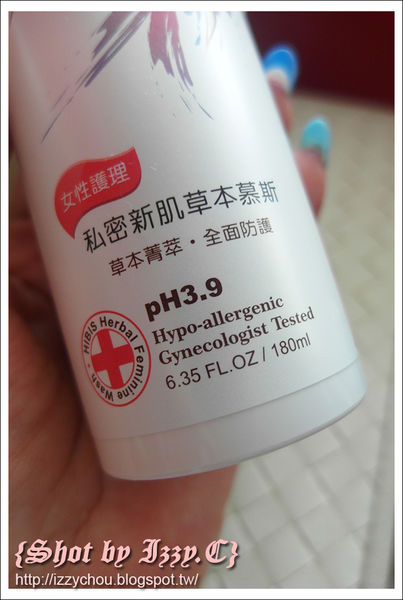 女性護理
私密新肌草本慕斯
草本菁萃・全面防護
pH3.9
Hypo-allergenic
Gynecologist Tested
6.35 FL.OZ / 180ml
HIBIS Herbal Feminine Wash
{Shot by Izzy.C}
http://izzychou.blogspot.tw/